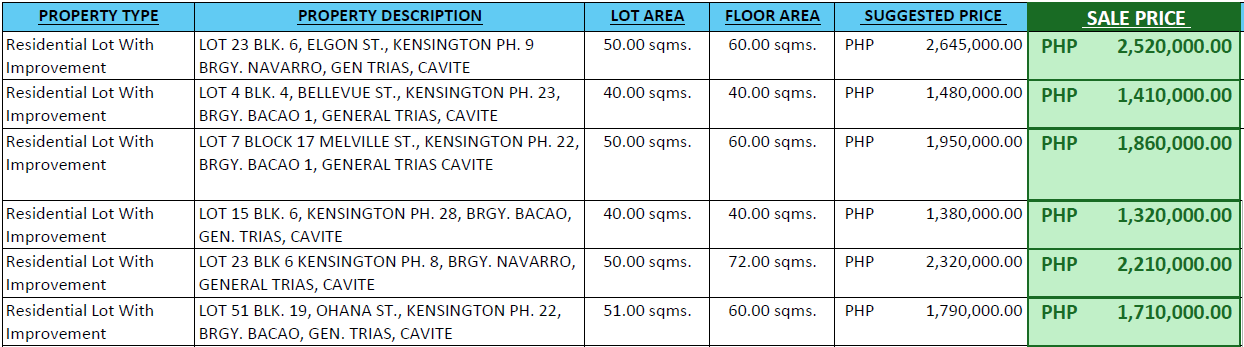 PROPERTY TYPE PROPERTY DESCRIPTION LOT AREA FLOOR AREA SUGGESTED PRICE SALE PRICE
Residential Lot With LOT 23 BLK. 6, ELGON ST., KENSINGTON PH. 9 50.00 sqms. 60.00 sqms. PHP 2,645,000.00 PHP 2,520,000.00
Improvement BRGY. NAVARRO, GEN TRIAS, CAVITE
Residential Lot With LOT 4 BLK. 4, BELLEVUE ST., KENSINGTON PH. 23, 40.00 sqms. 40.00 sqms. PHP 1,480,000.00 PHP 1,410,000.00
Improvement BRGY. BACAO 1, GENERAL TRIAS, CAVITE
Residential Lot With LOT 7 BLOCK 17 MELVILLE ST., KENSINGTON PH. 22, 50.00 sqms. 60.00 sqms. PHP 1,950,000.00 PHP 1,860,000.00
Improvement BRGY. BACAO 1, GENERAL TRIAS CAVITE
Residential Lot With LOT 15 BLK. 6, KENSINGTON PH. 28, BRGY. BACAO, 40.00 sqms. 40.00 sqms. PHP 1,380,000.00 PHP 1,320,000.00
Improvement GEN. TRIAS, CAVITE
Residential Lot With LOT 23 BLK 6 KENSINGTON PH. 8, BRGY. NAVARRO, 50.00 sqms. 72.00 sqms. PHP 2,320,000.00 PHP 2,210,000.00
Improvement GENERAL TRIAS, CAVITE
Residential Lot With LOT 51 BLK. 19, OHANA ST., KENSINGTON PH. 22, 51.00 sqms. 60.00 sqms. PHP 1,790,000.00 PHP 1,710,000.00
Improvement BRGY. BACAO, GEN. TRIAS, CAVITE